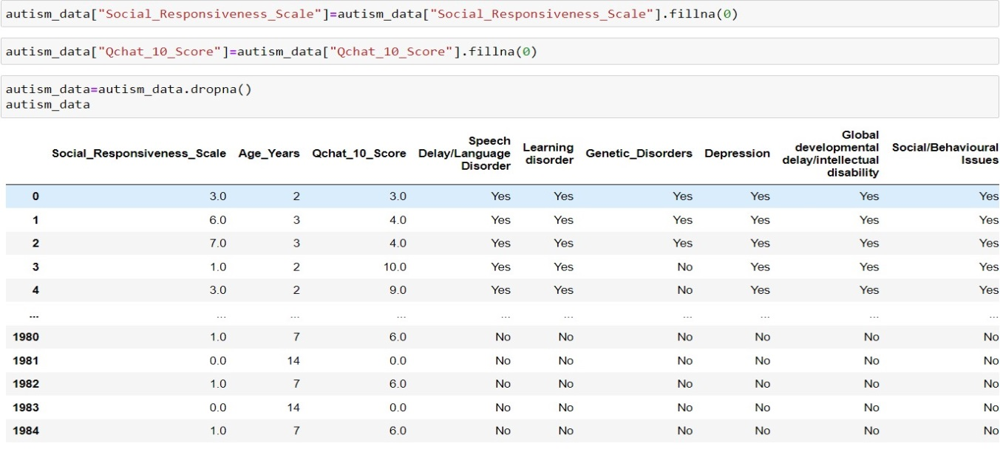 autism_data["Social_Responsiveness_Scale"]=autism_data["Social_Responsiveness_Scale"].fillna(0)
autism_data["Qchat_10_Score"]=autism_data["Qchat_10_Score"].fillna(0)
autism_data=autism_data.dropna()
autism_data
Social_Responsiveness_Scale Age_Years Qchat_10_Score Speech Delay/Language Disorder Learning disorder Genetic_Disorders Depression Global developmental delay/intellectual disability Social/Behavioural Issues
0 3.0 2 3.0 Yes Yes Yes Yes Yes Yes
1 6.0 3 4.0 Yes Yes Yes Yes Yes Yes
2 7.0 3 4.0 Yes Yes Yes Yes Yes Yes
3 1.0 2 10.0 Yes Yes No Yes Yes Yes
4 3.0 2 9.0 Yes Yes No Yes Yes Yes
... ... ... ... ... ... ... ... ... ...
1980 1.0 7 6.0 No No No No No No
1981 0.0 14 0.0 No No No No No No
1982 1.0 7 6.0 No No No No No No
1983 0.0 14 0.0 No No No No No No
1984 1.0 7 6.0 No No No No No No